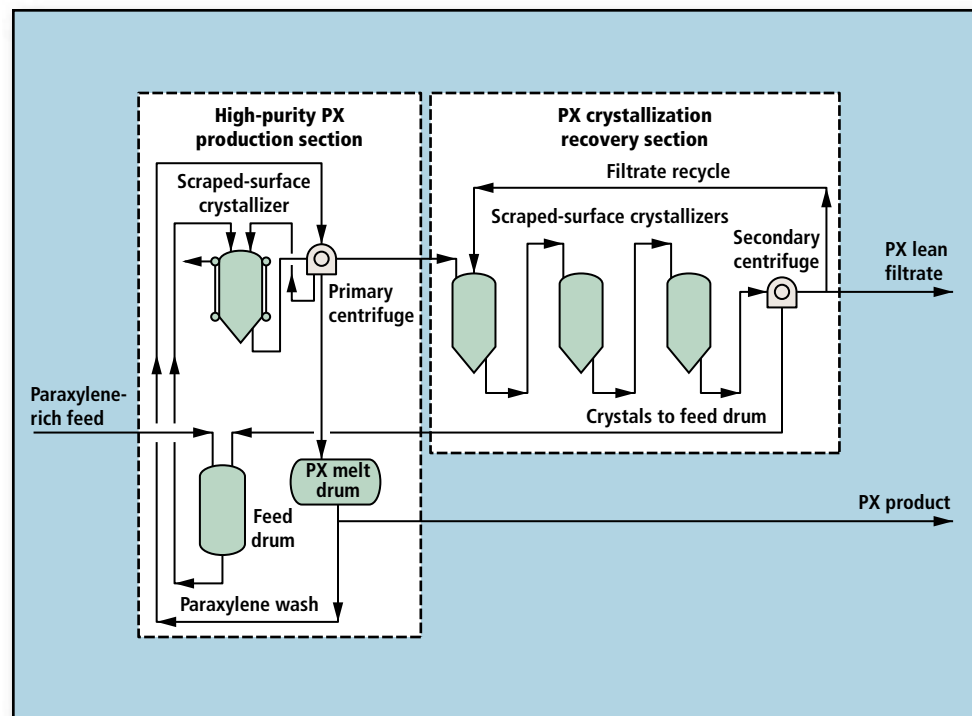 High-purity PX
production section
PX crystallization
recovery section
Filtrate recycle
Scraped-surface
crystallizer
Scraped-surface crystallizers
Secondary
centrifuge
PX lean
filtrate
Primary
centrifuge
Paraxylene-
rich feed
Crystals to feed drum
PX melt
drum
PX product
Feed
drum
Paraxylene wash